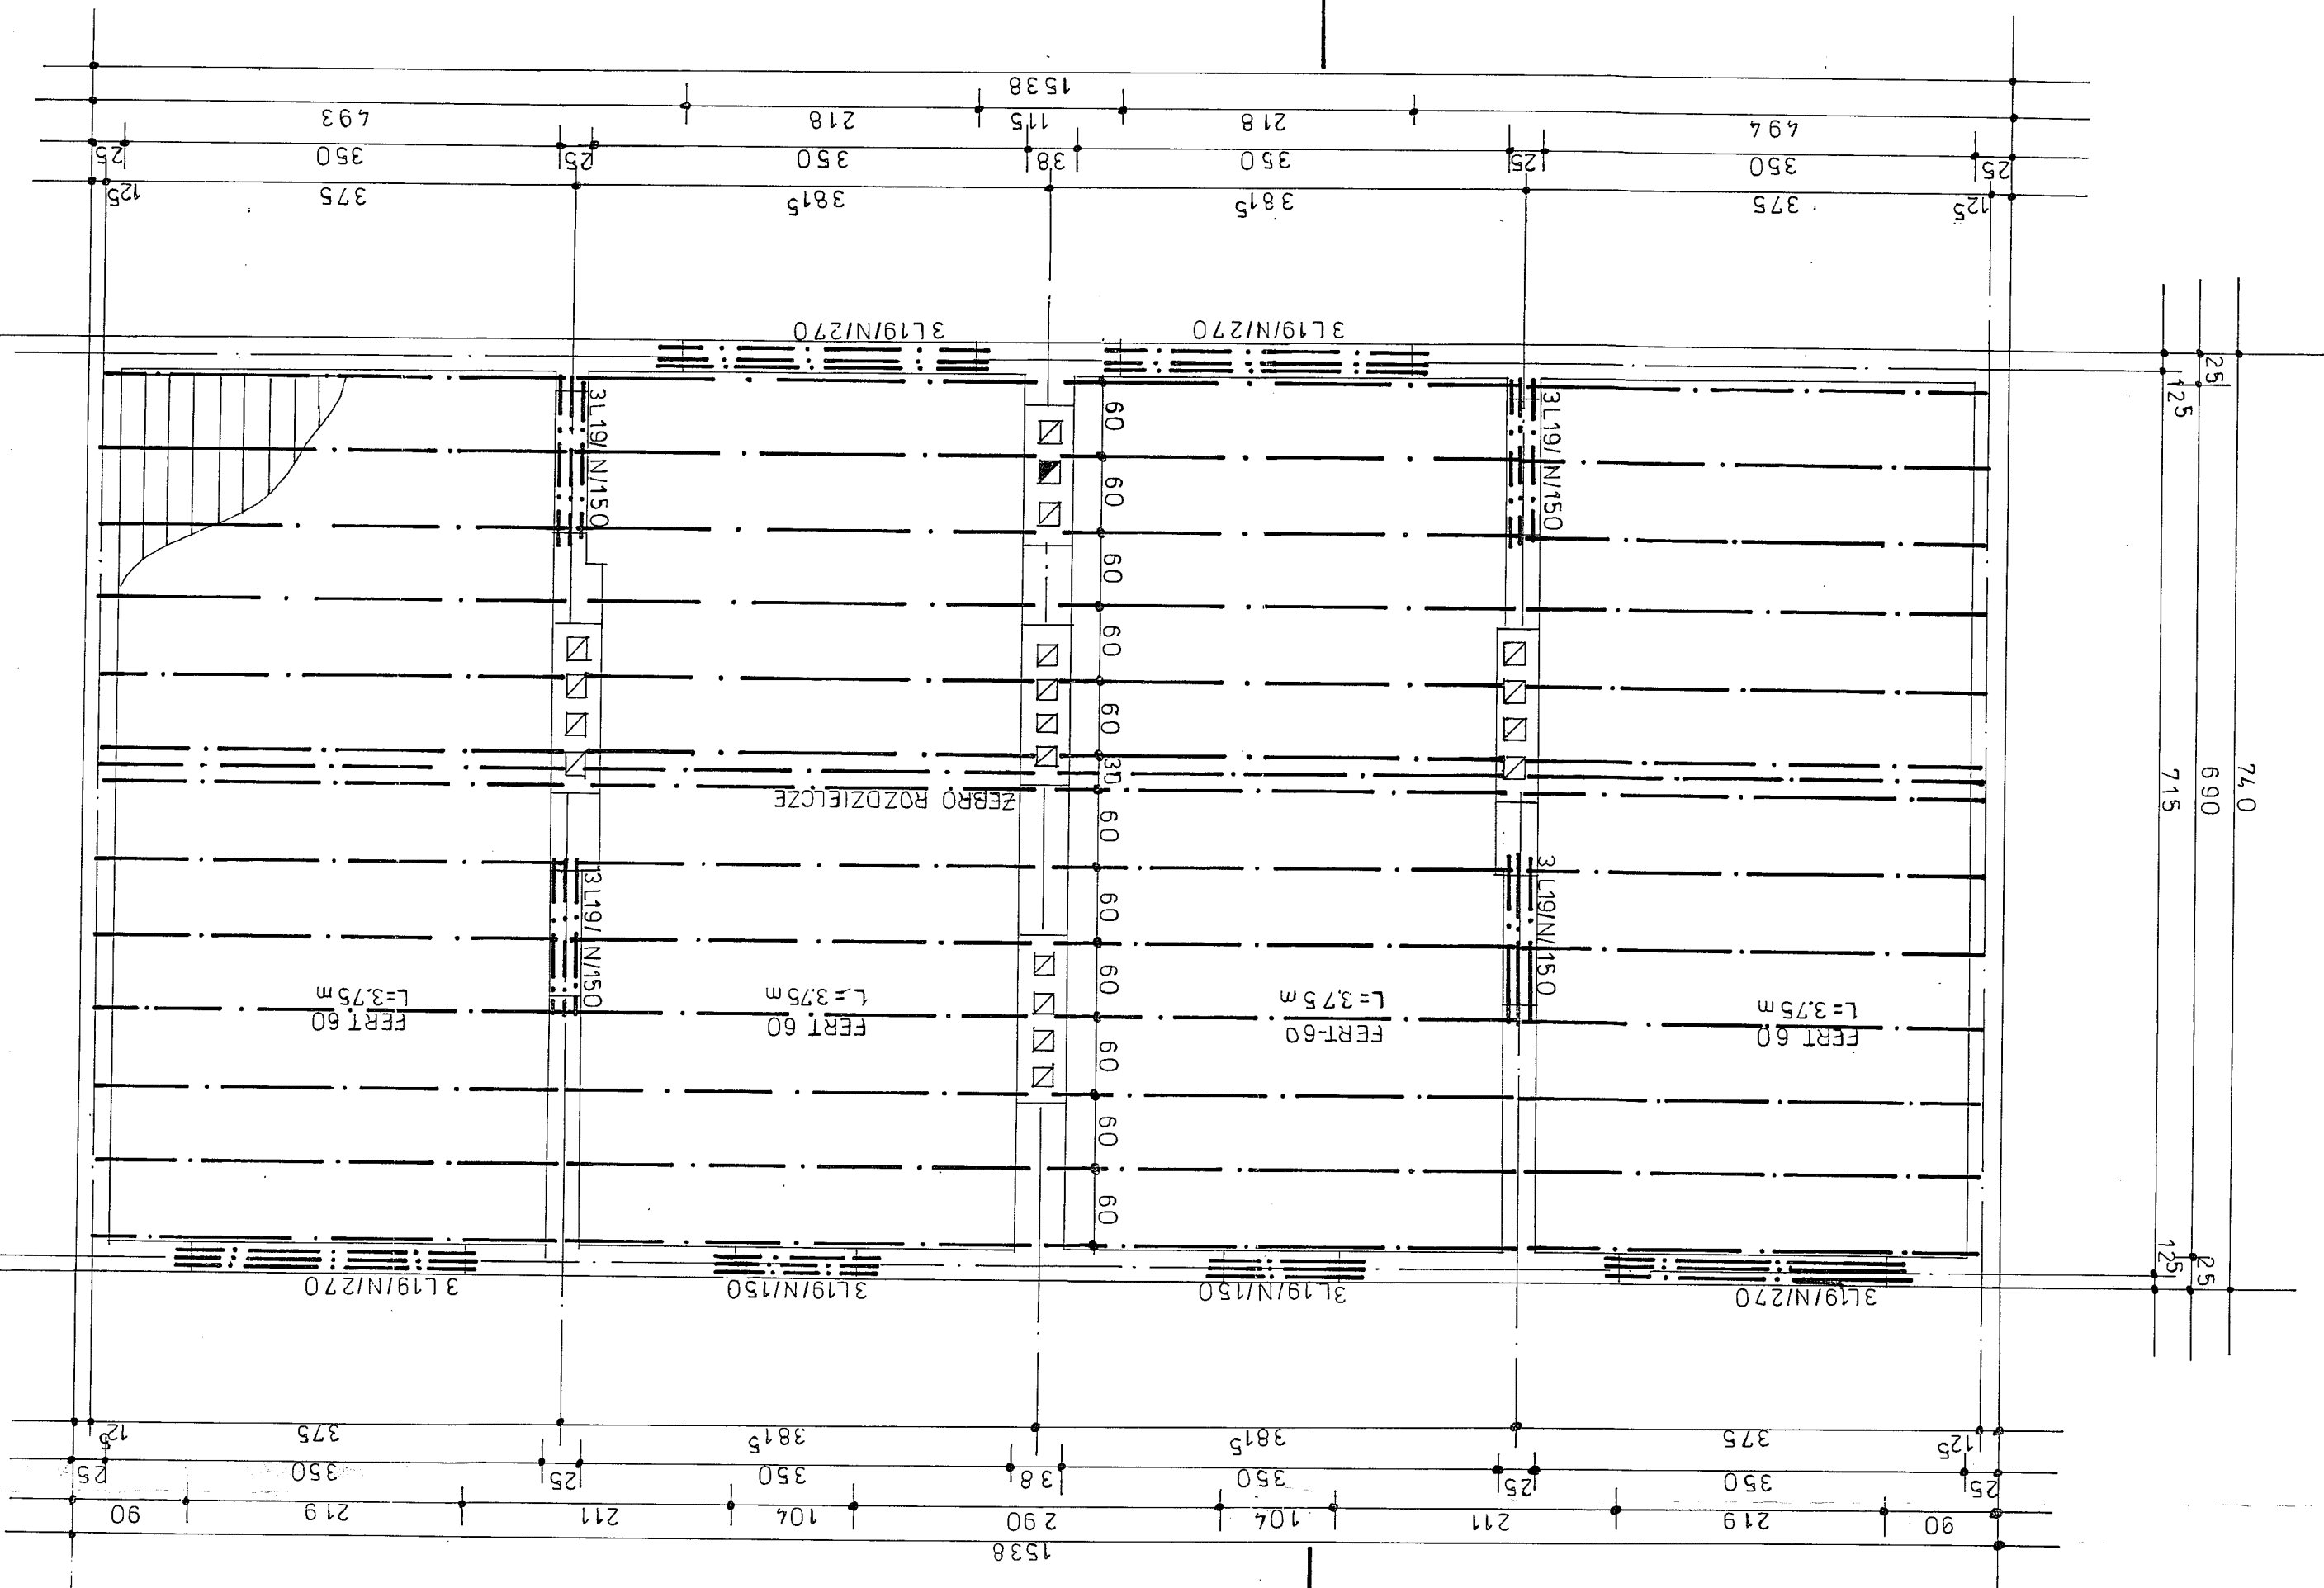 1538
90 219 211 104 290 104 211 219 90
25 350 25 350 38 350 25 350 25
125 375 3815 3815 375 125
25
125
3L19/N/270
3L19/N/150
3L19/N/150
3L19/N/270
60
60
60
60
60
60
30
60
60
60
60
60
FERT 60
L=3.75m
FERT-60
L=3,75m
FERT 60
L=3.75m
FERT 60
L=3.75m
3L19/N/150
3L19/N/150
ŻEBRO ROZDZIELCZE
740
690
715
3L19/N/150
3L19/N/150
3L19/N/270
3L19/N/270
25
125
125 375 3815 3815 375 125
25 350 25 350 38 350 25 350 25
494 218 115 218 493
1538